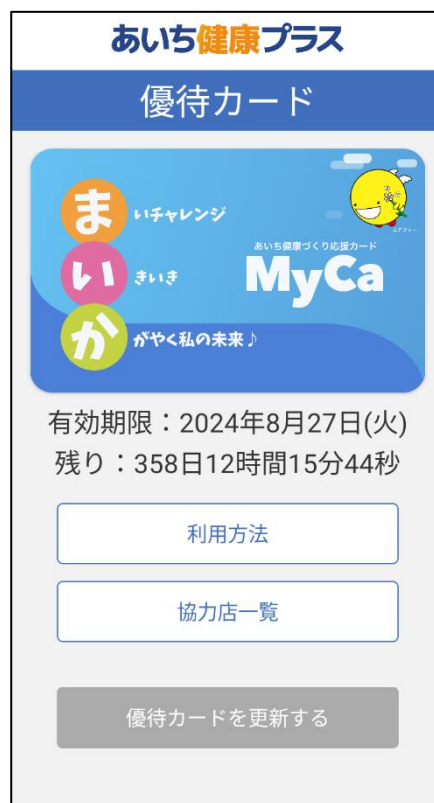 あいち健康プラス
優待カード
まいチャレンジ
あいち健康づくり応援カード
MyCa
いきいき
かがやく私の未来♪
有効期限：2024年8月27日(火)
残り：358日12時間15分44秒
利用方法
協力店一覧
優待カードを更新する